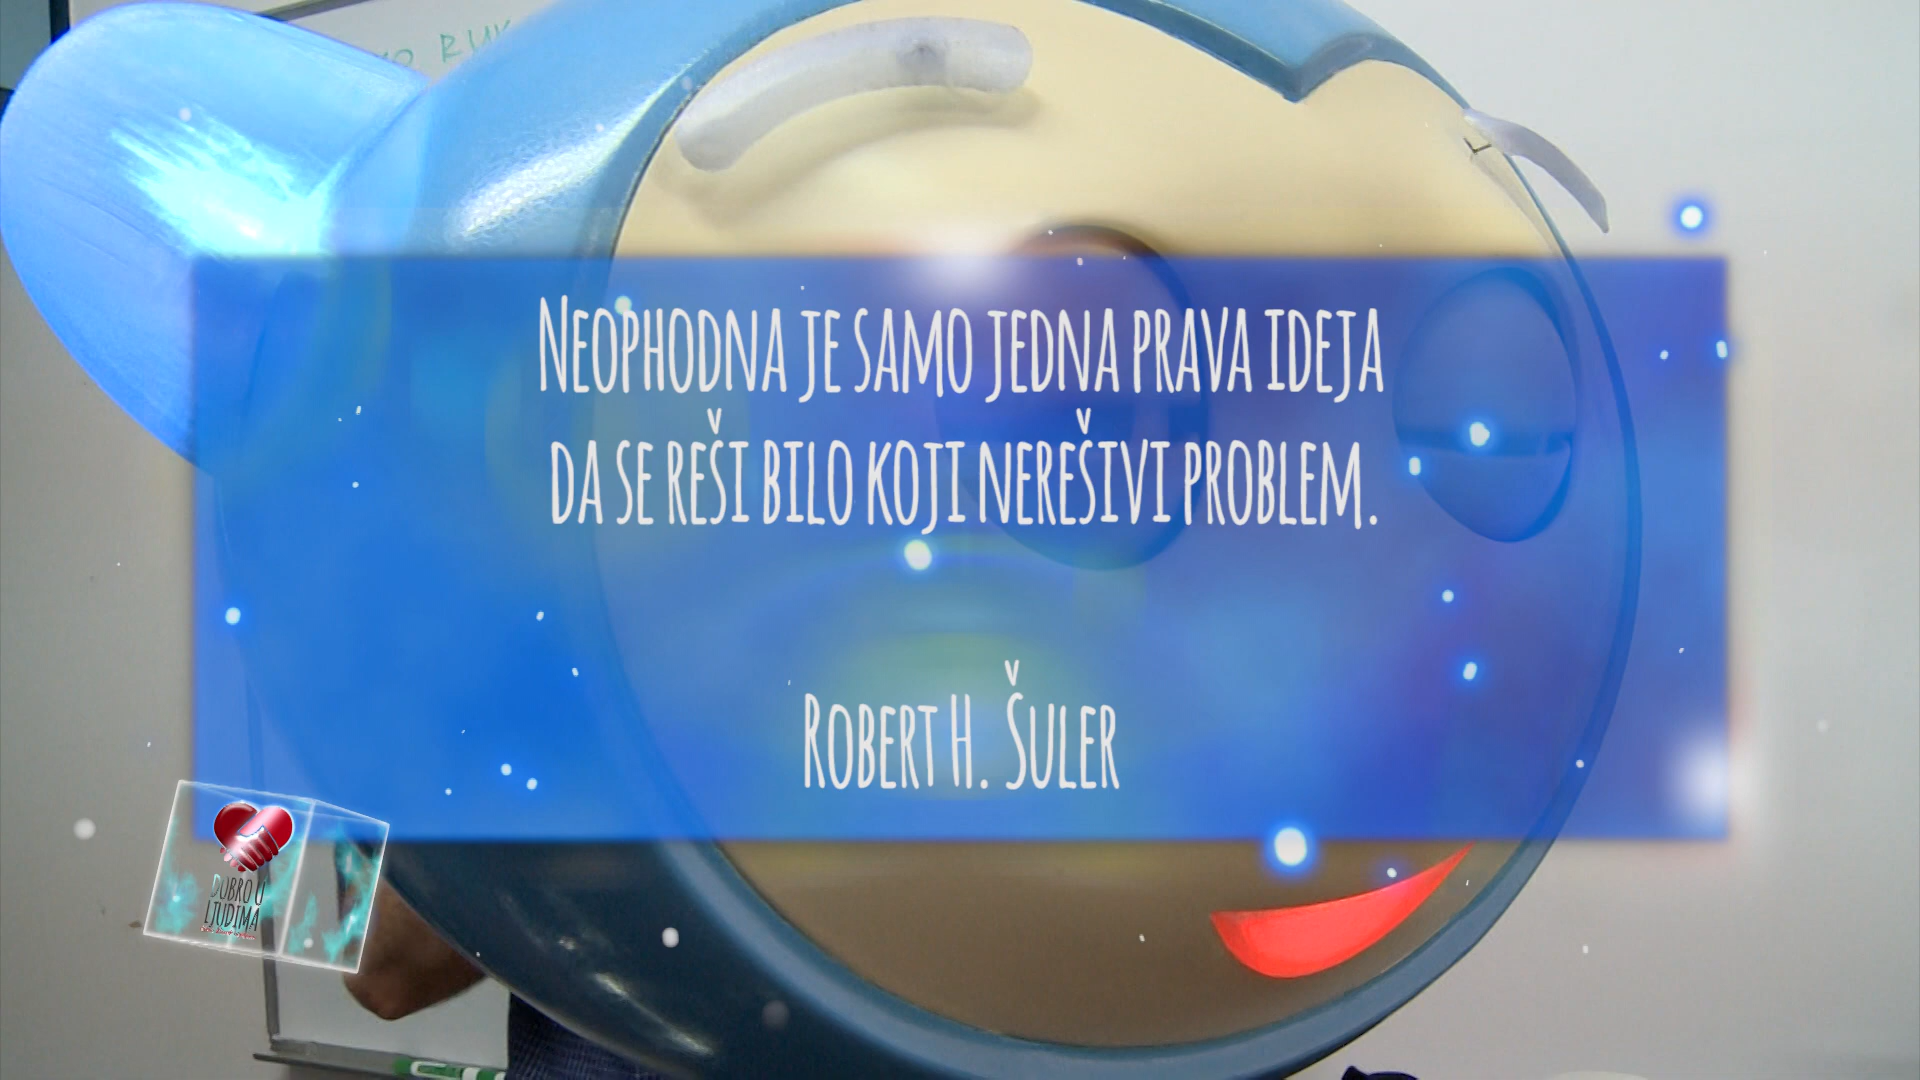 Neophodna je samo jedna prava ideja
da se reši bilo koji nerešivi problem.
Robert H. Šuler
Dobro u
ljudima